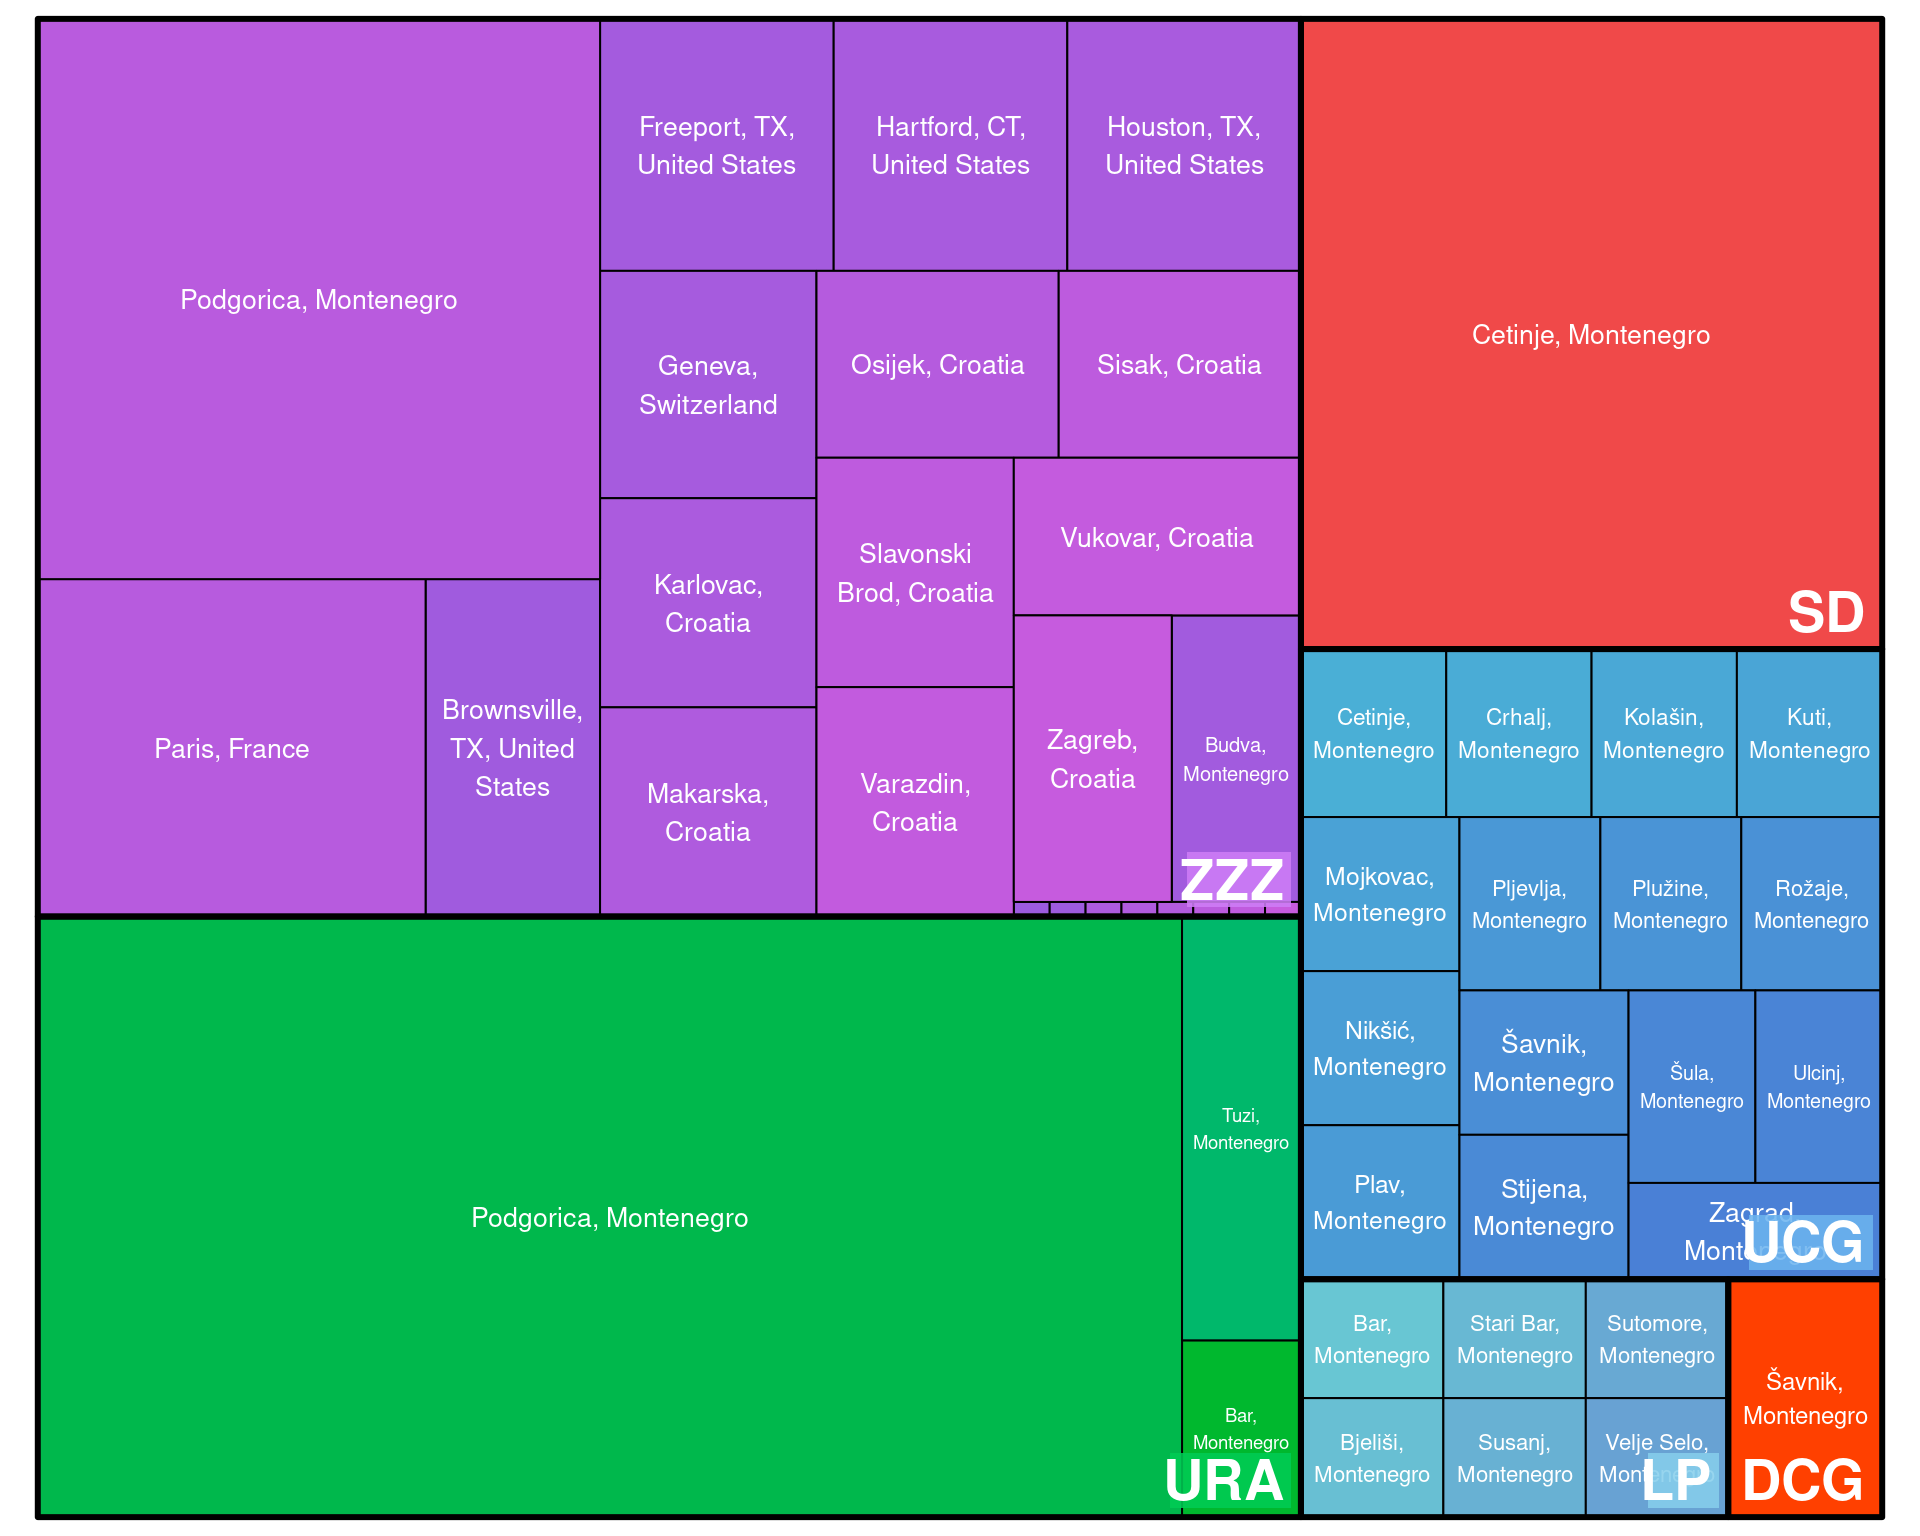 Podgorica, Montenegro
Freeport, TX,
United States
Hartford, CT,
United States
Houston, TX,
United States
Geneva,
Switzerland
Osijek, Croatia
Sisak, Croatia
Karlovac,
Croatia
Slavonski
Brod, Croatia
Vukovar, Croatia
Paris, France
Brownsville,
TX, United
States
Makarska,
Croatia
Varazdin,
Croatia
Zagreb,
Croatia
Budva,
Montenegro
ZZZ
Cetinje, Montenegro
SD
Cetinje,
Montenegro
Crhalj,
Montenegro
Kolašin,
Montenegro
Kuti,
Montenegro
Mojkovac,
Montenegro
Pljevlja,
Montenegro
Plužine,
Montenegro
Rožaje,
Montenegro
Nikšić,
Montenegro
Šavnik,
Montenegro
Šula,
Montenegro
Ulcinj,
Montenegro
Plav,
Montenegro
Stijena,
Montenegro
Zagrad,
Montenegro
UCG
Podgorica, Montenegro
Tuzi,
Montenegro
Bar,
Montenegro
URA
Bar,
Montenegro
Stari Bar,
Montenegro
Sutomore,
Montenegro
Bjeliši,
Montenegro
Susanj,
Montenegro
Velje Selo,
Montenegro
LP
Šavnik,
Montenegro
DCG